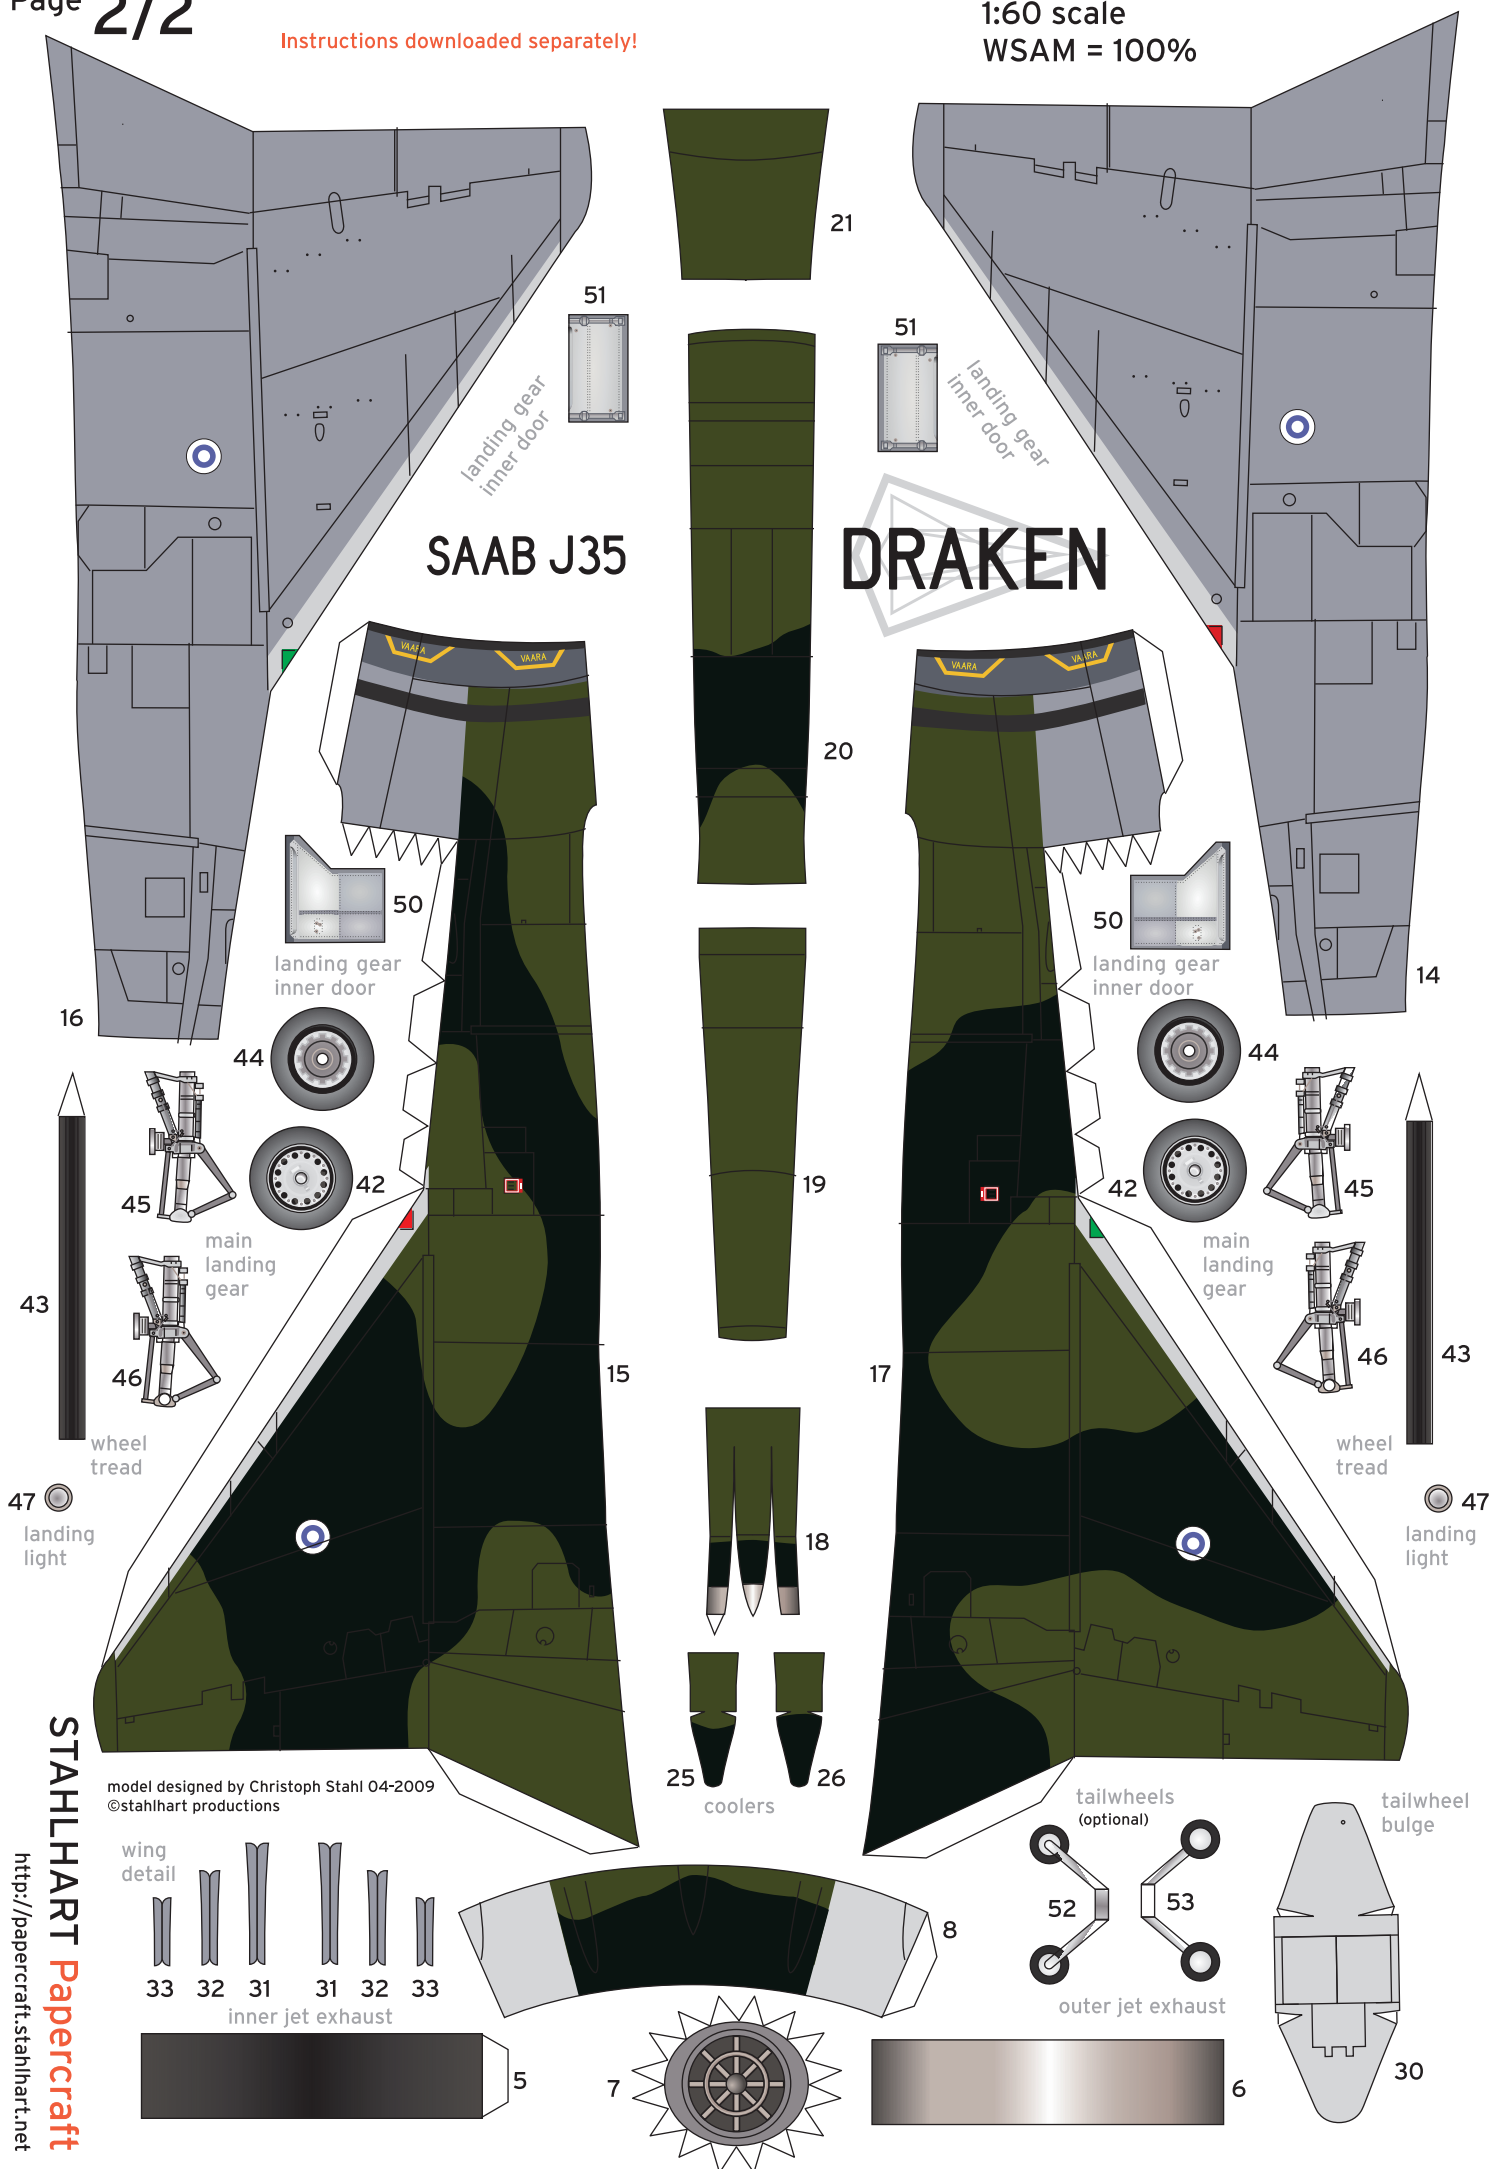 Page 2/2
Instructions downloaded separately!
1:60 scale
WSAM = 100%
21
51
landing gear
inner door
51
landing gear
inner door
SAAB J35
DRAKEN
VAARA
VAARA
VAARA
VAARA
20
50
landing gear
inner door
50
landing gear
inner door
16
14
44
44
45
42
42
45
19
main
landing
gear
main
landing
gear
43
46
46
43
15
17
wheel
tread
wheel
tread
47
landing
light
47
landing
light
18
25
26
coolers
model designed by Christoph Stahl 04-2009
©stahlhart productions
tailwheels
(optional)
tailwheel
bulge
wing
detail
52
53
8
33
32
31
31
32
33
inner jet exhaust
outer jet exhaust
5
7
6
30
STAHLHART Papercraft
http://papercraft.stahlhart.net